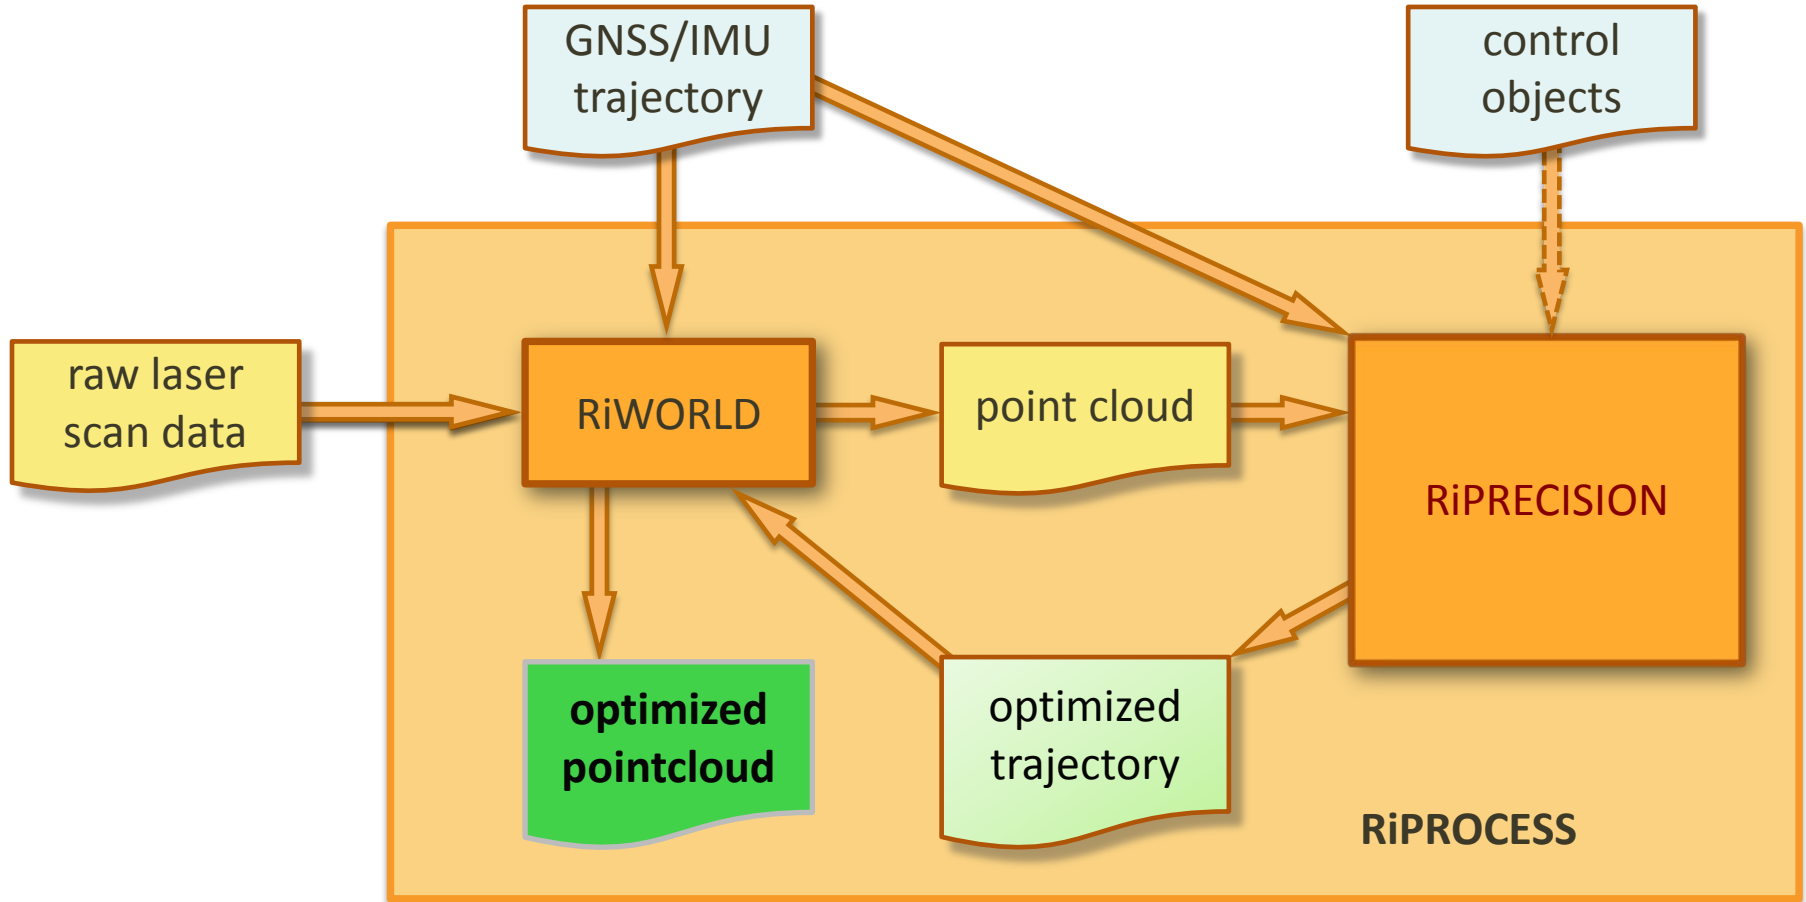 GNSS/IMU
trajectory
control
objects
raw laser
scan data
RiWORLD
point cloud
RiPRECISION
optimized
pointcloud
optimized
trajectory
RiPROCESS